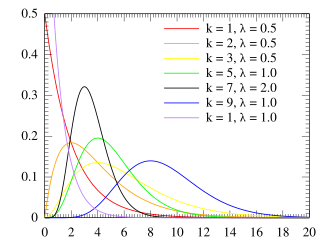 0.5
0.4
0.3
0.2
0.1
0
0 2 4 6 8 10 12 14 16 18 20
k = 1, λ = 0.5
k = 2, λ = 0.5
k = 3, λ = 0.5
k = 5, λ = 1.0
k = 7, λ = 2.0
k = 9, λ = 1.0
k = 1, λ = 1.0